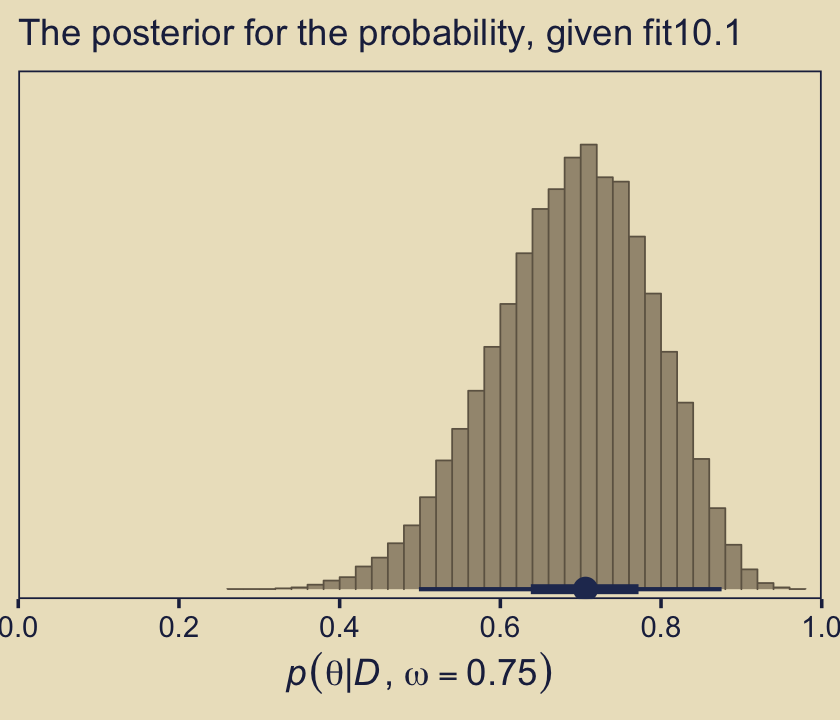 The posterior for the probability, given fit10.1
0.0 0.2 0.4 0.6 0.8 1.0
p(θ|D, ω = 0.75)